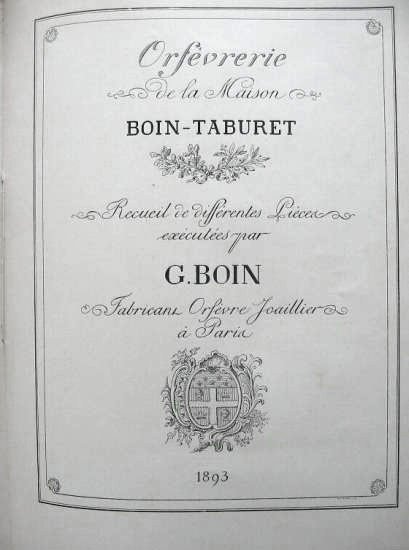 Orfèvrerie
de la Maison
BOIN-TABURET
Recueil de différentes Pièces
exécutées par
G. BOIN
Fabricant Orfèvre Joaillier
à Paris
1893